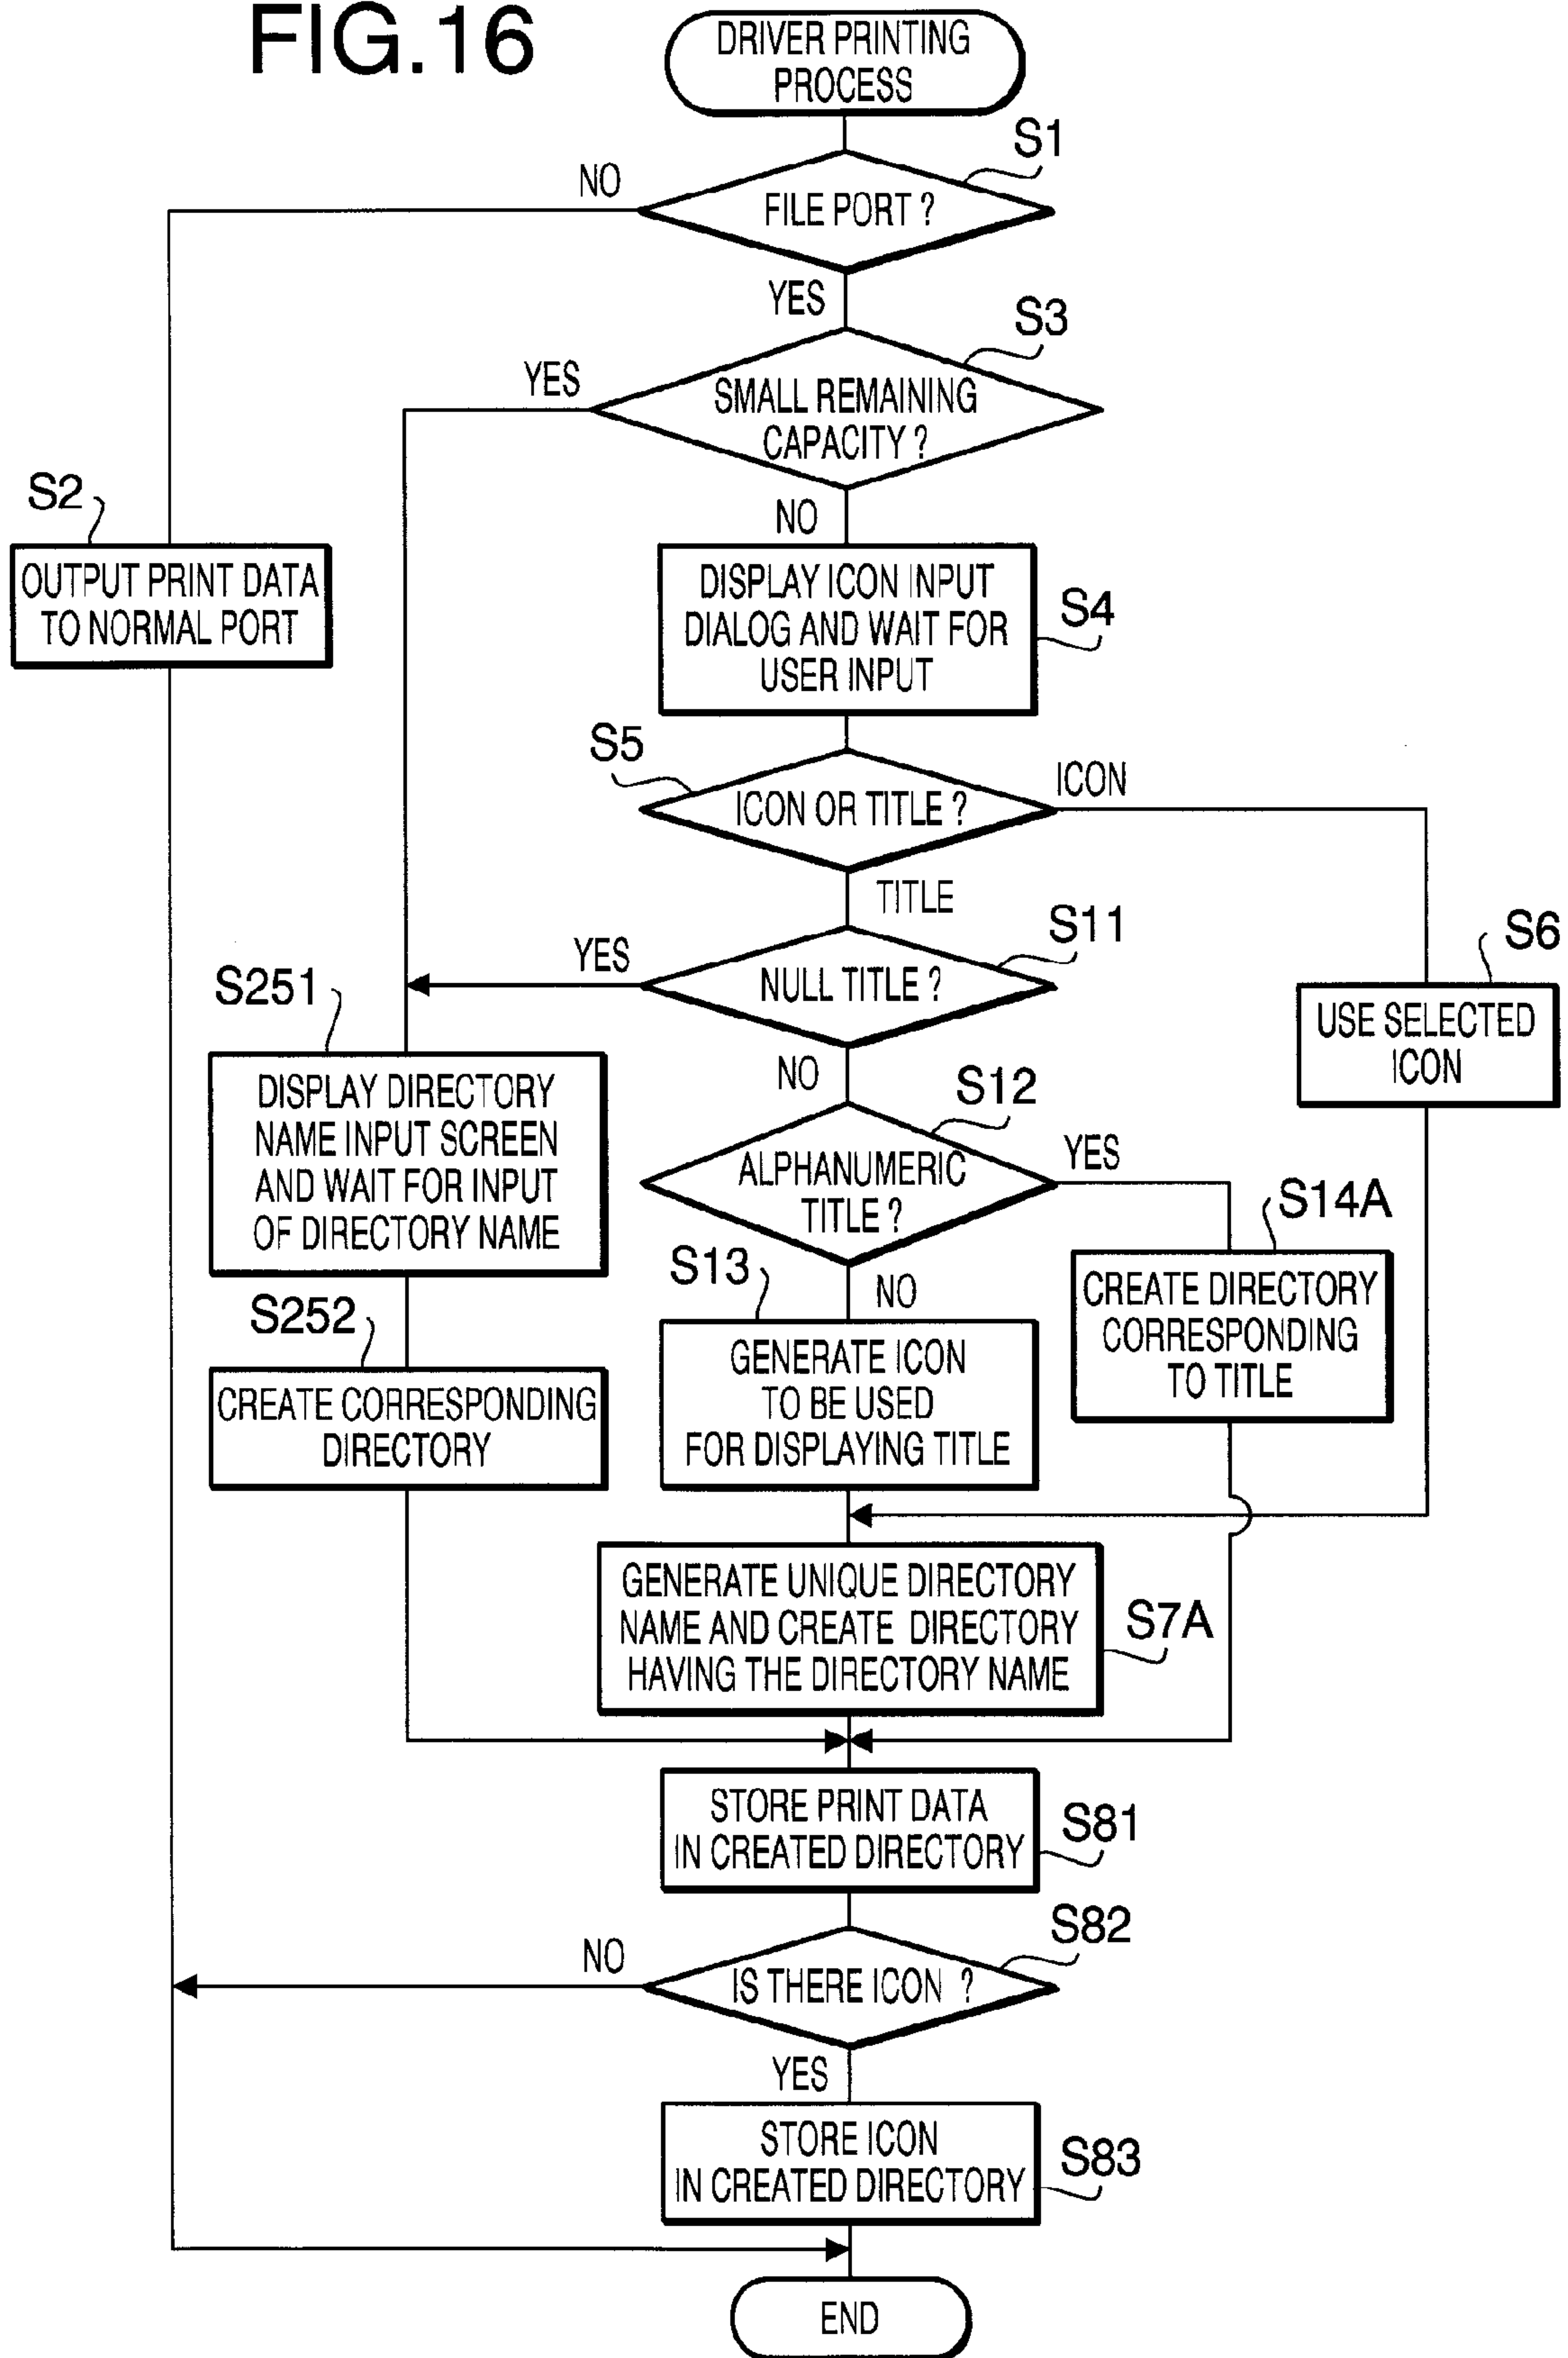 FIG.16
DRIVER PRINTING
PROCESS
S1
NO
FILE PORT ?
YES
S3
YES
SMALL REMAINING
CAPACITY ?
S2
NO
OUTPUT PRINT DATA
TO NORMAL PORT
DISPLAY ICON INPUT
DIALOG AND WAIT FOR
USER INPUT
S4
S5
ICON OR TITLE ?
ICON
TITLE
S11
S6
YES
NULL TITLE ?
S251
USE SELECTED
ICON
NO
S12
DISPLAY DIRECTORY
NAME INPUT SCREEN
AND WAIT FOR INPUT
OF DIRECTORY NAME
ALPHANUMERIC
TITLE ?
YES
S14A
S13
NO
CREATE DIRECTORY
CORRESPONDING
TO TITLE
S252
GENERATE ICON
TO BE USED
FOR DISPLAYING TITLE
CREATE CORRESPONDING
DIRECTORY
GENERATE UNIQUE DIRECTORY
NAME AND CREATE DIRECTORY
HAVING THE DIRECTORY NAME
S7A
STORE PRINT DATA
IN CREATED DIRECTORY
S81
S82
NO
IS THERE ICON ?
YES
STORE ICON
IN CREATED DIRECTORY
S83
END